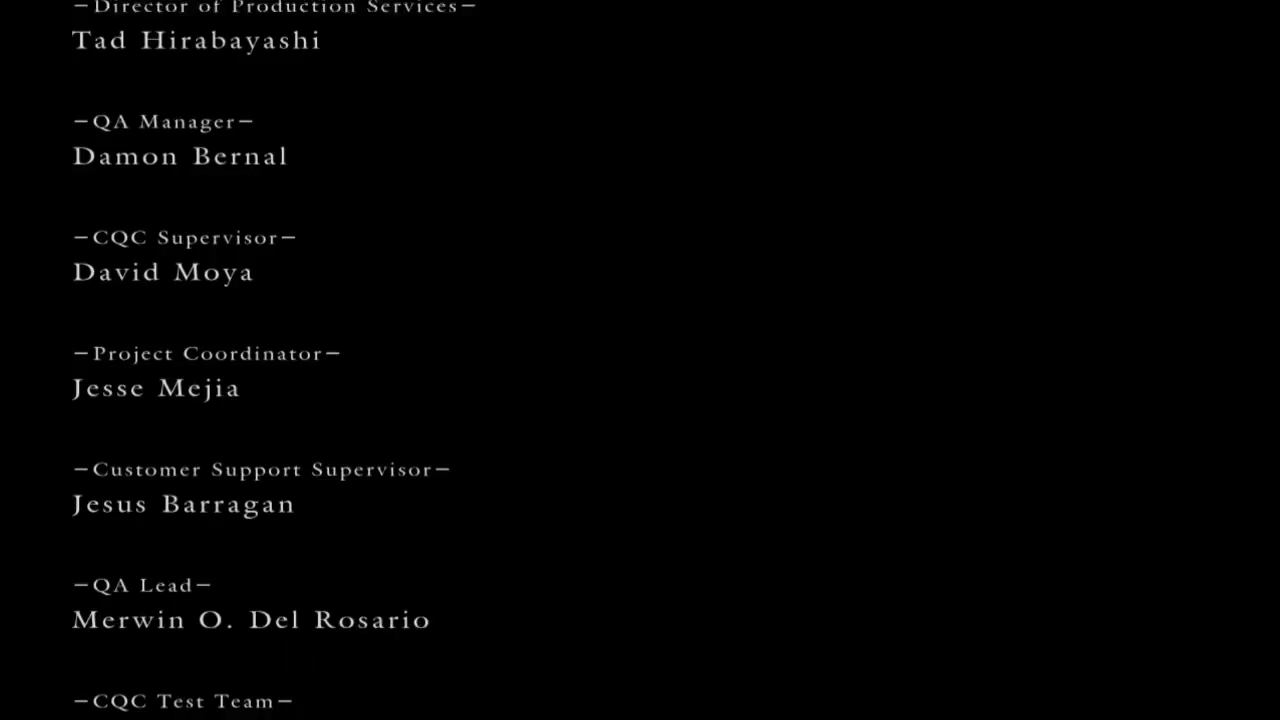 —Director of Production Services—
Tad Hirabayashi
—QA Manager—
Damon Bernal
—CQC Supervisor—
David Moya
—Project Coordinator—
Jesse Mejia
—Customer Support Supervisor—
Jesus Barragan
—QA Lead—
Merwin O. Del Rosario
—CQC Test Team—